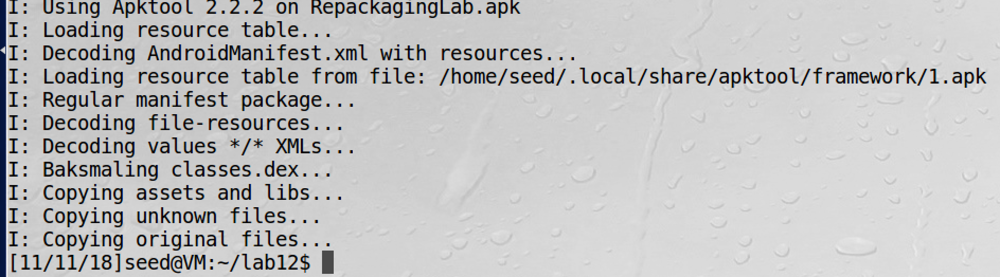 I: Using Apktool 2.2.2 on RepackagingLab.apk
I: Loading resource table...
I: Decoding AndroidManifest.xml with resources...
I: Loading resource table from file: /home/seed/.local/share/apktool/framework/1.apk
I: Regular manifest package...
I: Decoding file-resources...
I: Decoding values */* XMLs...
I: Baksmaling classes.dex...
I: Copying assets and libs...
I: Copying unknown files...
I: Copying original files...
[11/11/18]seed@VM:~/lab12$